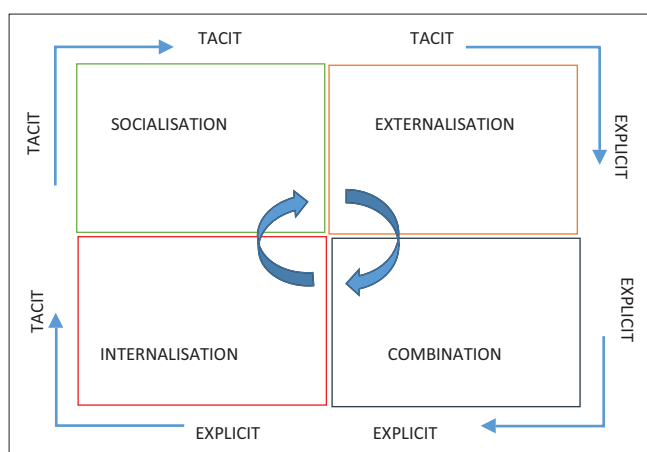 TACIT
TACIT
TACIT
EXPLICIT
SOCIALISATION
EXTERNALISATION
TACIT
EXPLICIT
INTERNALISATION
COMBINATION
EXPLICIT
EXPLICIT